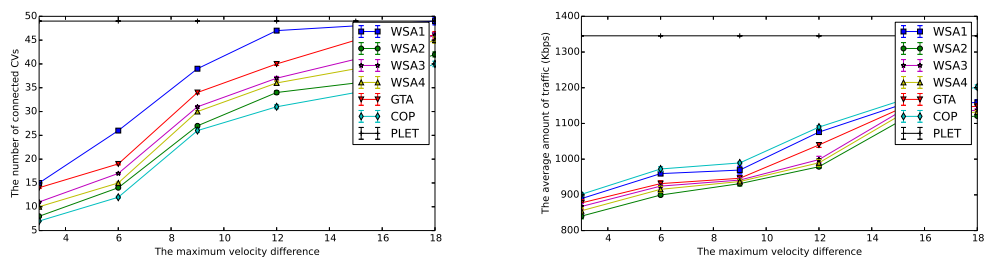 50
45
40
35
30
25
20
15
10
5
The number of connected CVs
4 6 8 10 12 14 16 18
The maximum velocity difference
WSA1
WSA2
WSA3
WSA4
GTA
COP
PLET
1400
1300
1200
1100
1000
900
800
The average amount of traffic (Kbps)
4 6 8 10 12 14 16 18
The maximum velocity difference
WSA1
WSA2
WSA3
WSA4
GTA
COP
PLET